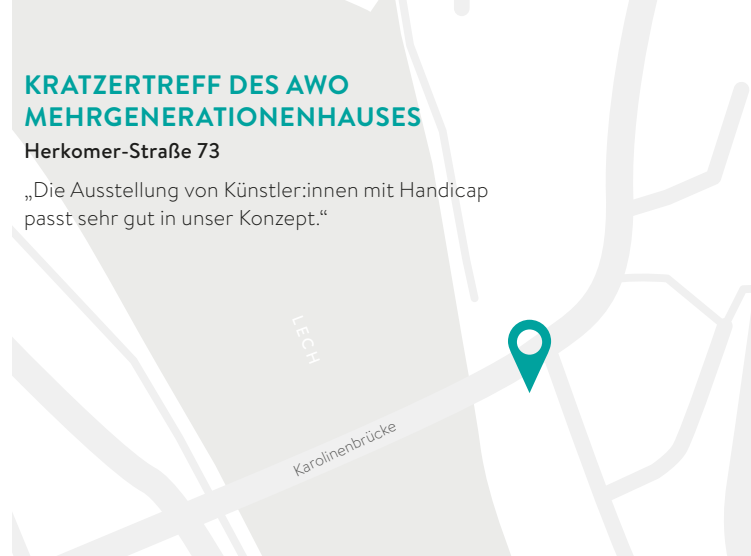 KRATZERTREFF DES AWO
MEHRGENERATIONENHAUSES
Herkomer-Straße 73
„Die Ausstellung von Künstler:innen mit Handicap
passt sehr gut in unser Konzept.“
LECH
Karolinenbrücke